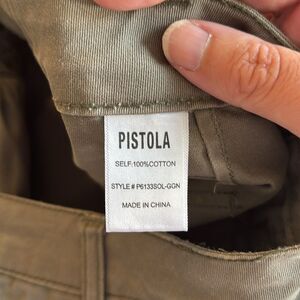 PISTOLA
SELF:100%COTTON
STYLE # P6133SOL-GGN
MADE IN CHINA